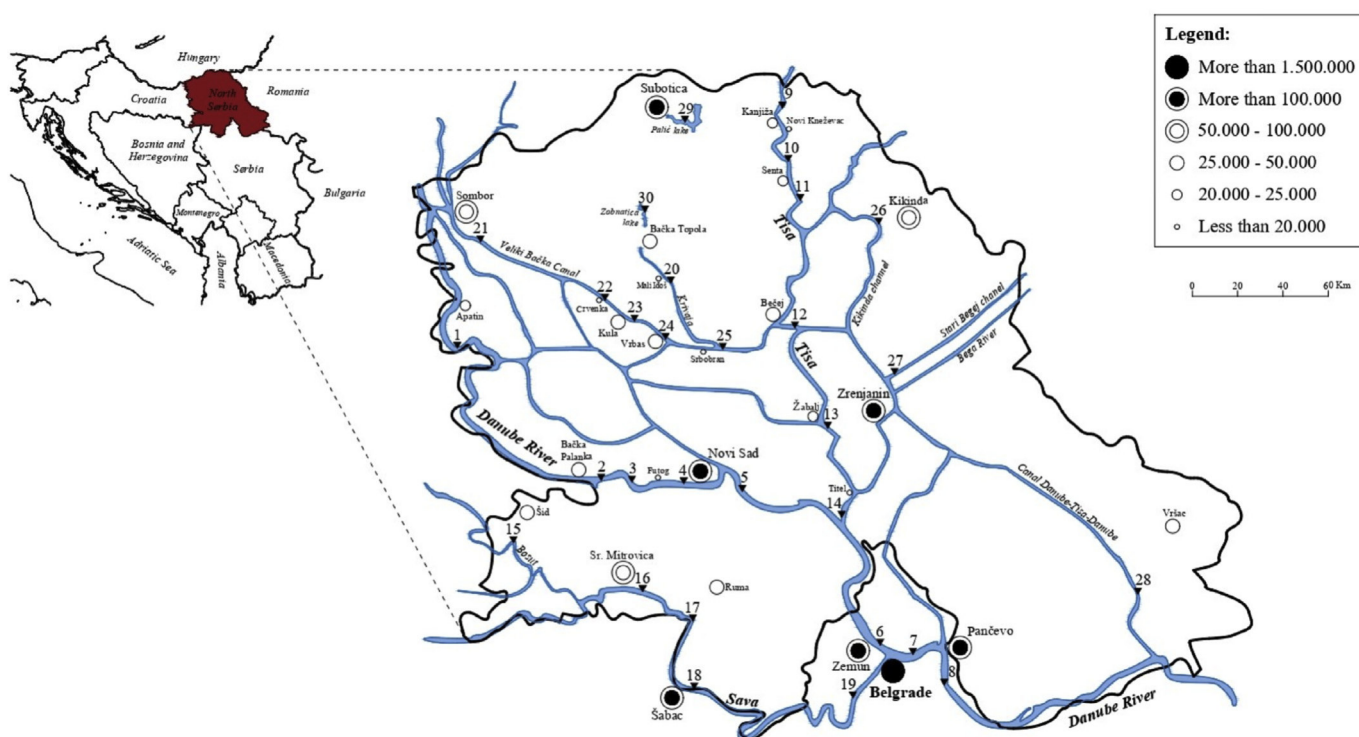 Hungary
Croatia
North
Serbia
Romania
Bosnia and
Herzegovina
Serbia
Bulgaria
Montenegro
Adriatic Sea
Albania
Macedonia
Legend:
More than 1.500.000
More than 100.000
50.000 - 100.000
25.000 - 50.000
20.000 - 25.000
Less than 20.000
0 20 40 60 Km
Subotica
29
Palić lake
9
Kanjiža
Novi Kneževac
10
Senta
11
Sombor
21
30
Zobnatica
lake
Bačka Topola
Tisa
26
Kikinda
Veliki Bačka Canal
20
Mali Iđoš
Krivaja
22
Crvenka
23
Kula
24
Vrbas
25
Srbobran
Bečej
12
Kikinda channel
Stari Begej chanel
Bega River
Apatin
1
Tisa
27
Zrenjanin
Žabalj
13
Danube River
Bačka
Palanka
2
3
Futog
4
Novi Sad
5
Titel
14
Canal Danube-Tisa-Danube
Vršac
Šid
15
Bosut
Sr. Mitrovica
16
Ruma
17
28
6
7
Pančevo
Zemun
8
19
Belgrade
18
Šabac
Sava
Danube River